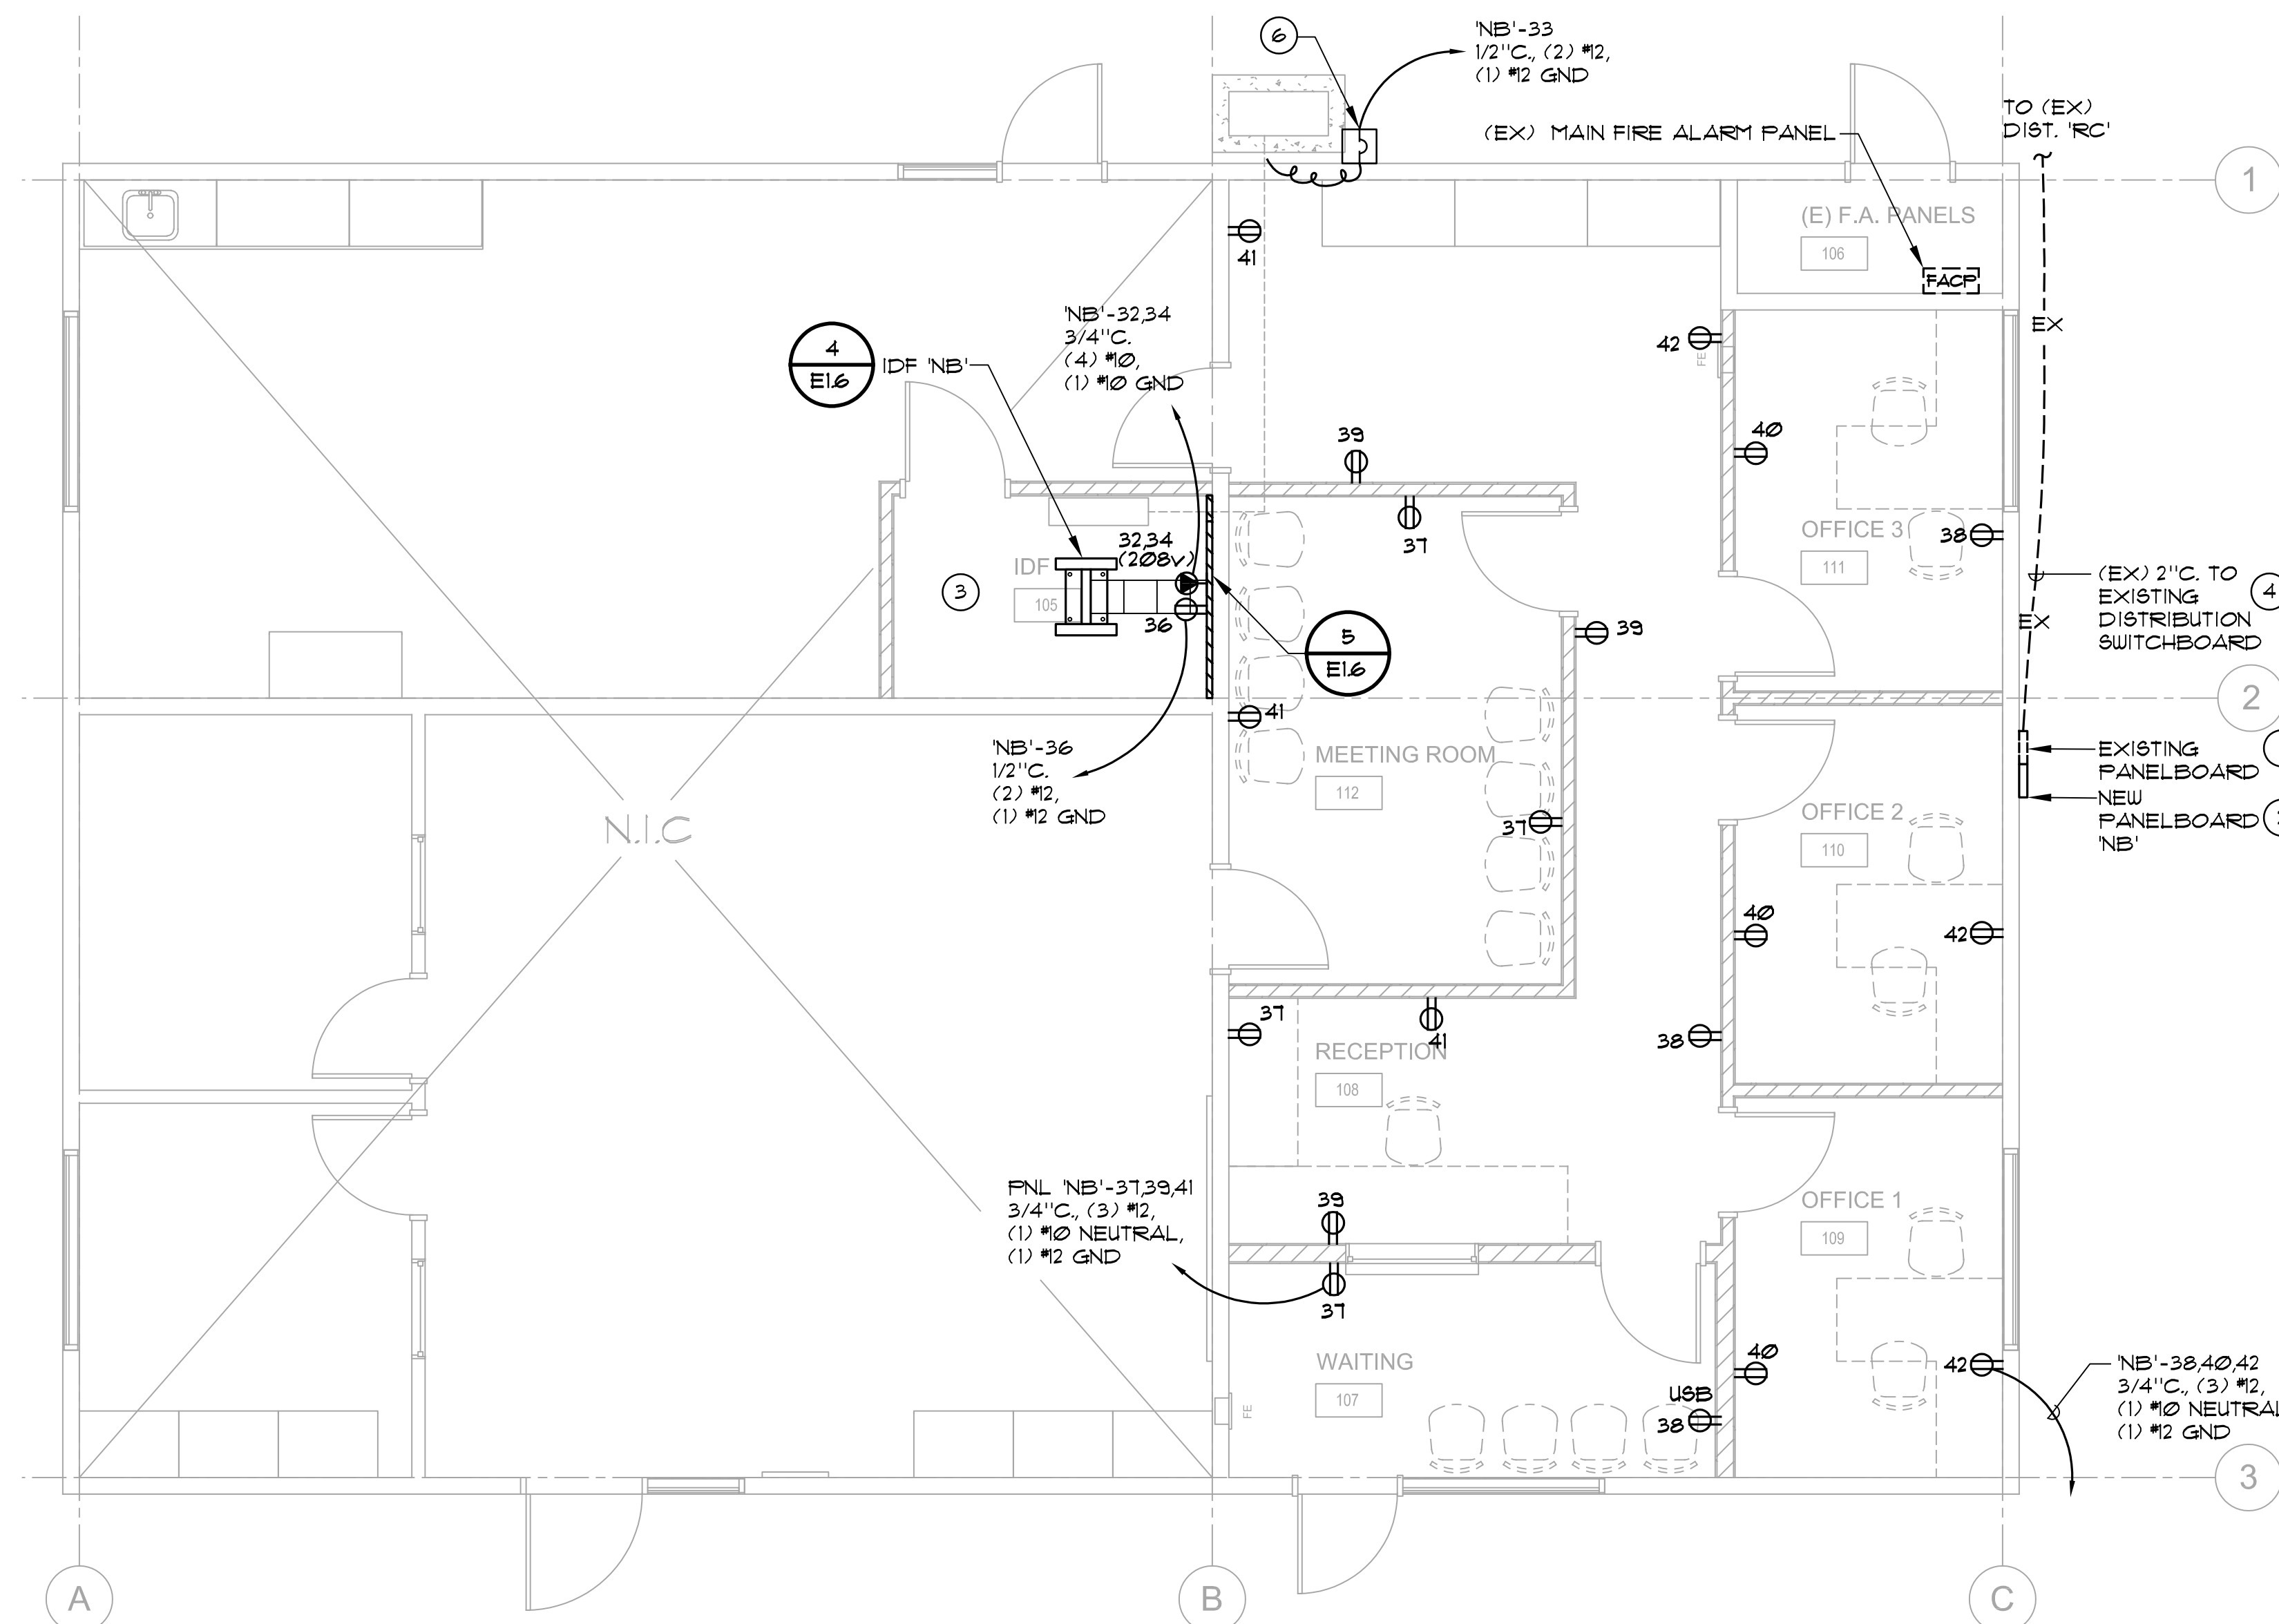 6
'NB'-33
1/2"C., (2) #12,
(1) #12 GND
(EX) MAIN FIRE ALARM PANEL
TO (EX)
DIST. 'RC'
1
(E) F.A. PANELS
106
FACP
EX
41
42
FE
'NB'-32,34
3/4"C.
(4) #10,
(1) #10 GND
4
E1.6
IDF 'NB'
39
40
37
OFFICE 3
111
38
32,34
(208V)
IDF
105
3
36
5
E1.6
39
(EX) 2"C. TO
EXISTING
DISTRIBUTION
SWITCHBOARD
4
EX
2
41
'NB'-36
1/2"C.
(2) #12,
(1) #12 GND
MEETING ROOM
112
37
EXISTING
PANELBOARD
NEW
PANELBOARD
'NB'
OFFICE 2
110
N.I.C
40
42
37
41
38
RECEPTION
108
PNL 'NB'-37,39,41
3/4"C., (3) #12,
(1) #10 NEUTRAL,
(1) #12 GND
39
37
OFFICE 1
109
WAITING
107
FE
USB
38
40
42
'NB'-38,40,42
3/4"C., (3) #12,
(1) #10 NEUTRAL
(1) #12 GND
3
A
B
C